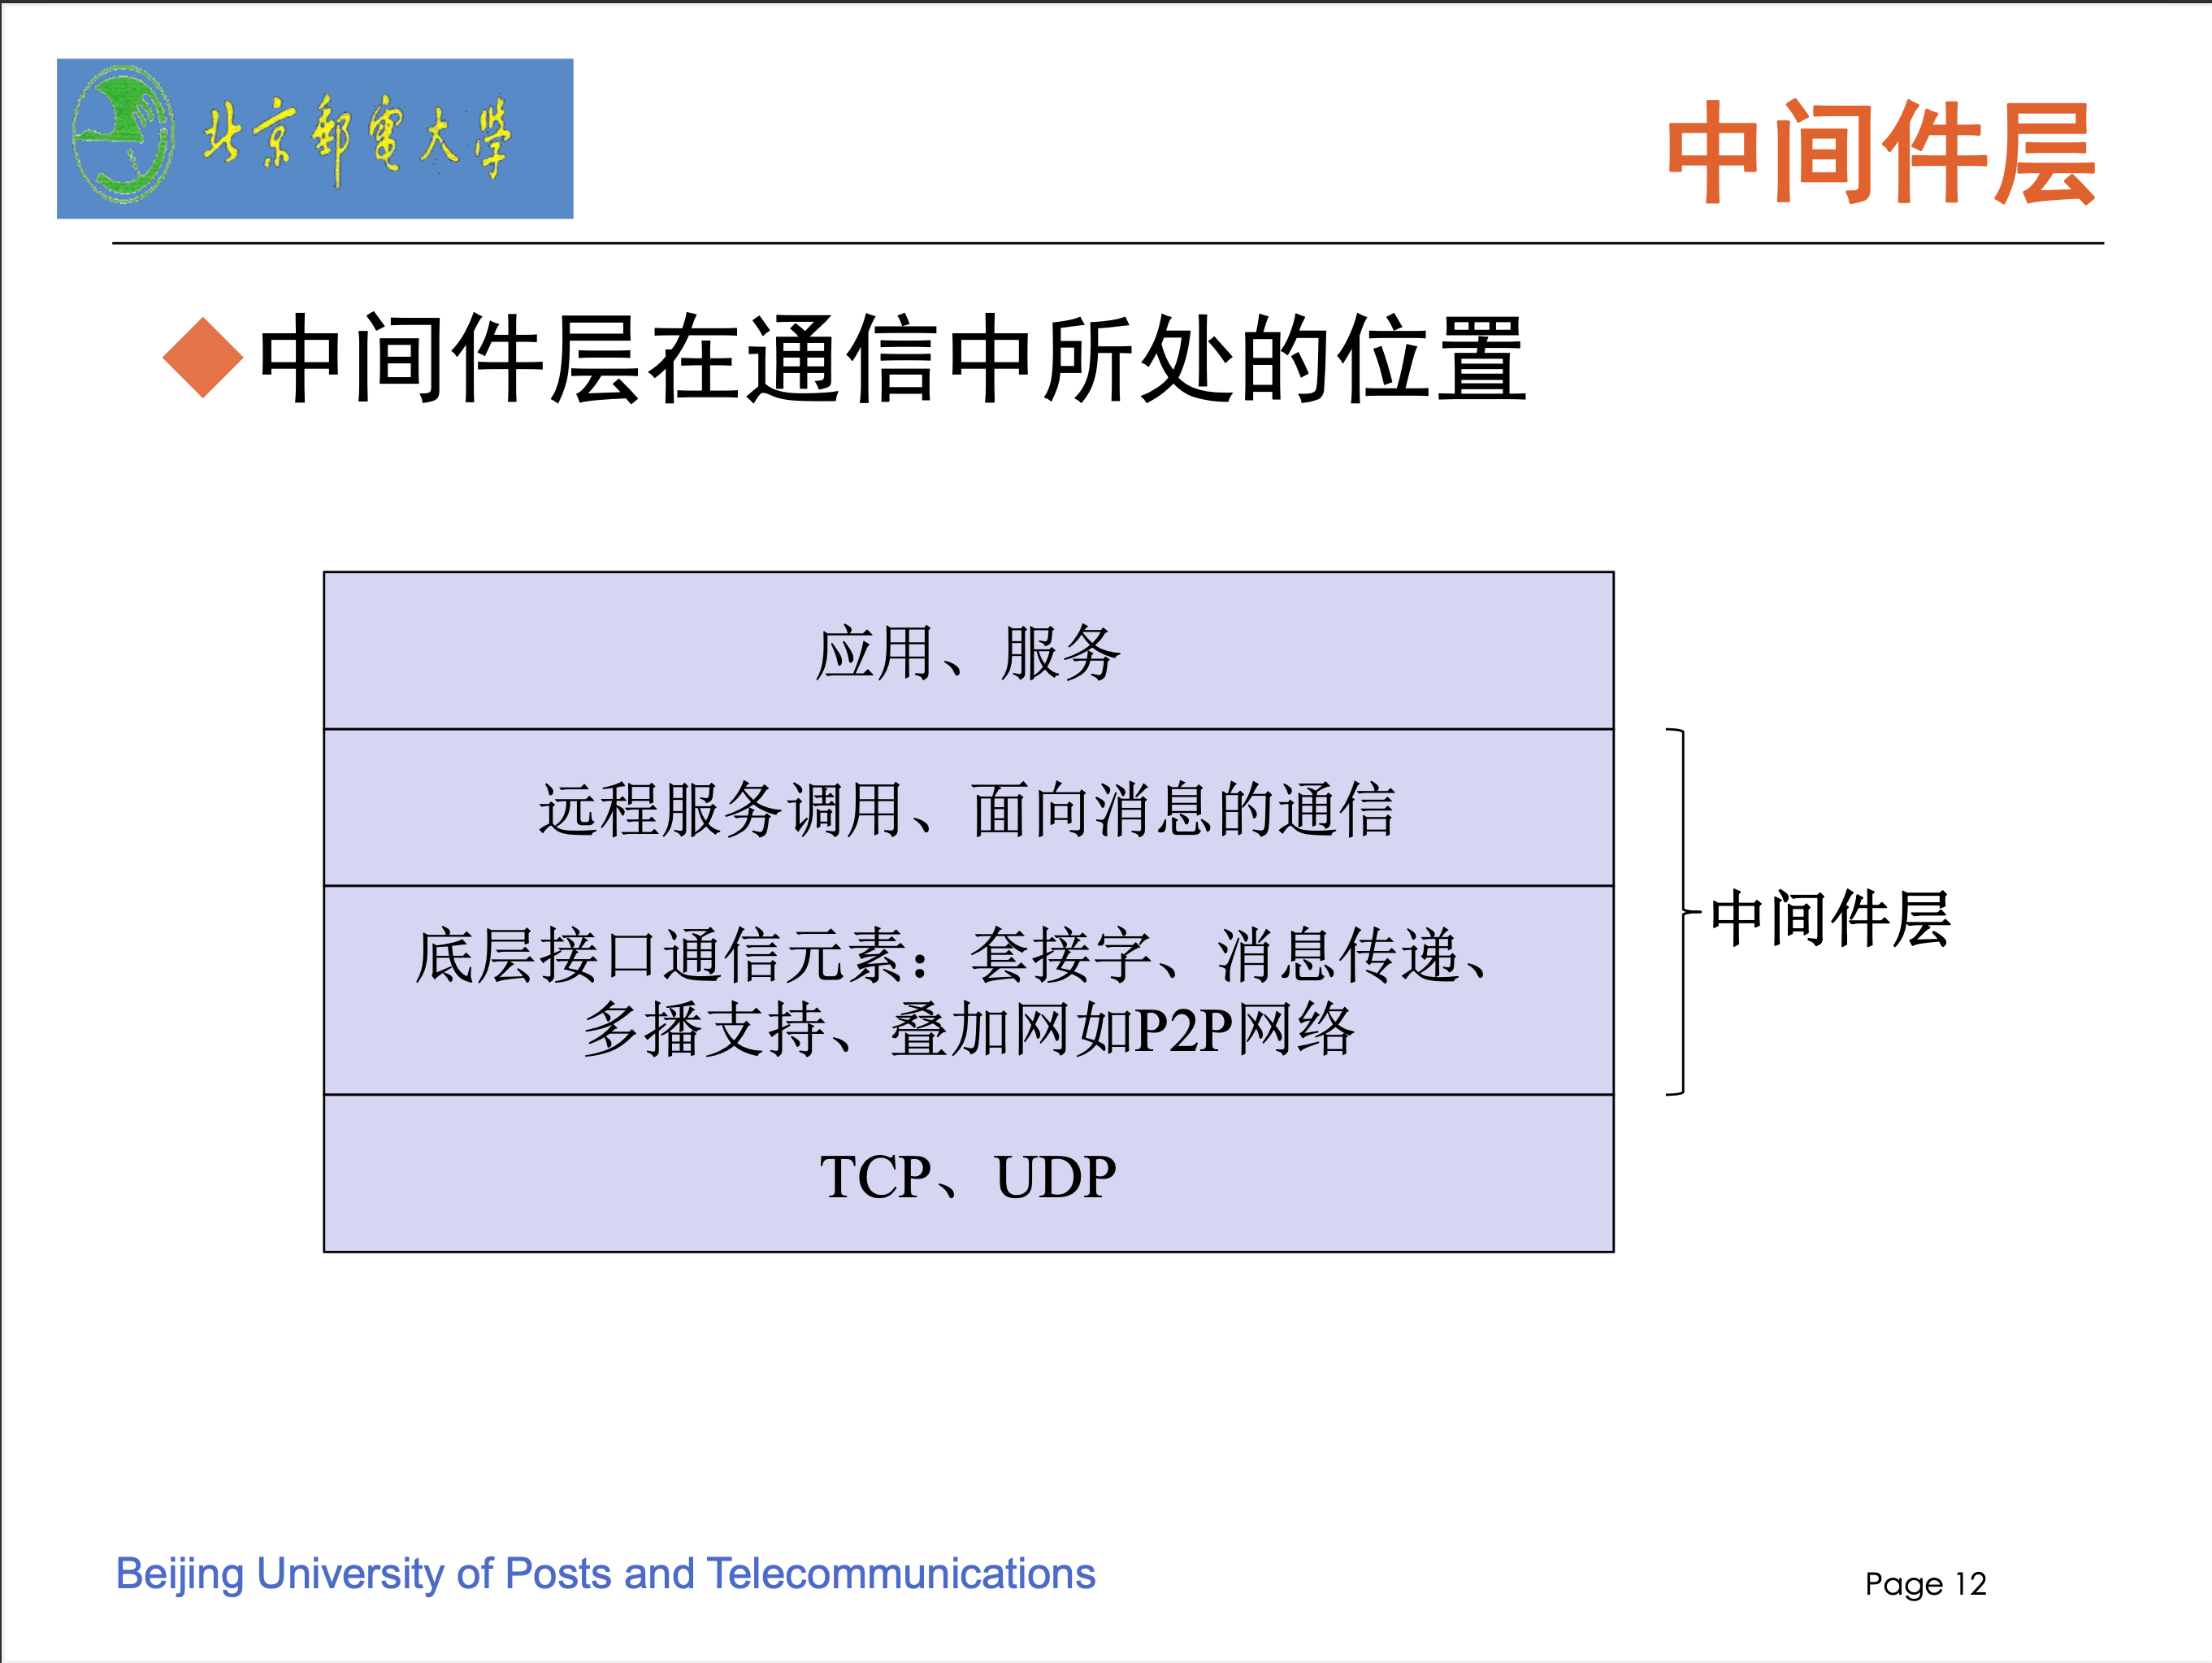 北京邮电大学
中间件层
中间件层在通信中所处的位置
应用、服务
远程服务调用、面向消息的通信
底层接口通信元素：套接字、消息传递、
多播支持、叠加网如P2P网络
中间件层
TCP、UDP
Beijing University of Posts and Telecommunications
Page 12